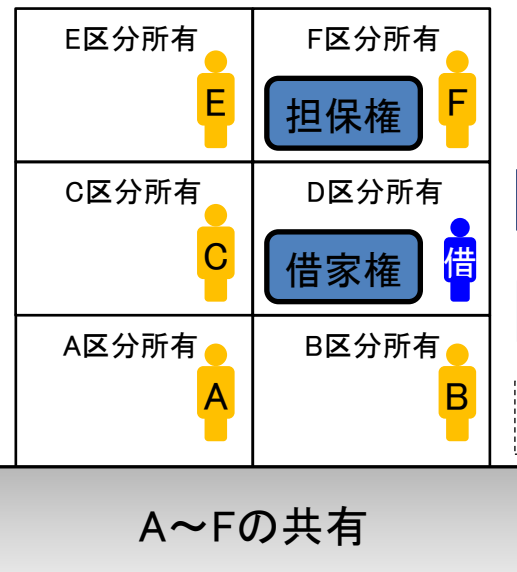 E区分所有
F区分所有
E
担保権
F
C区分所有
D区分所有
C
借家権
借
A区分所有
B区分所有
A
B
A～Fの共有